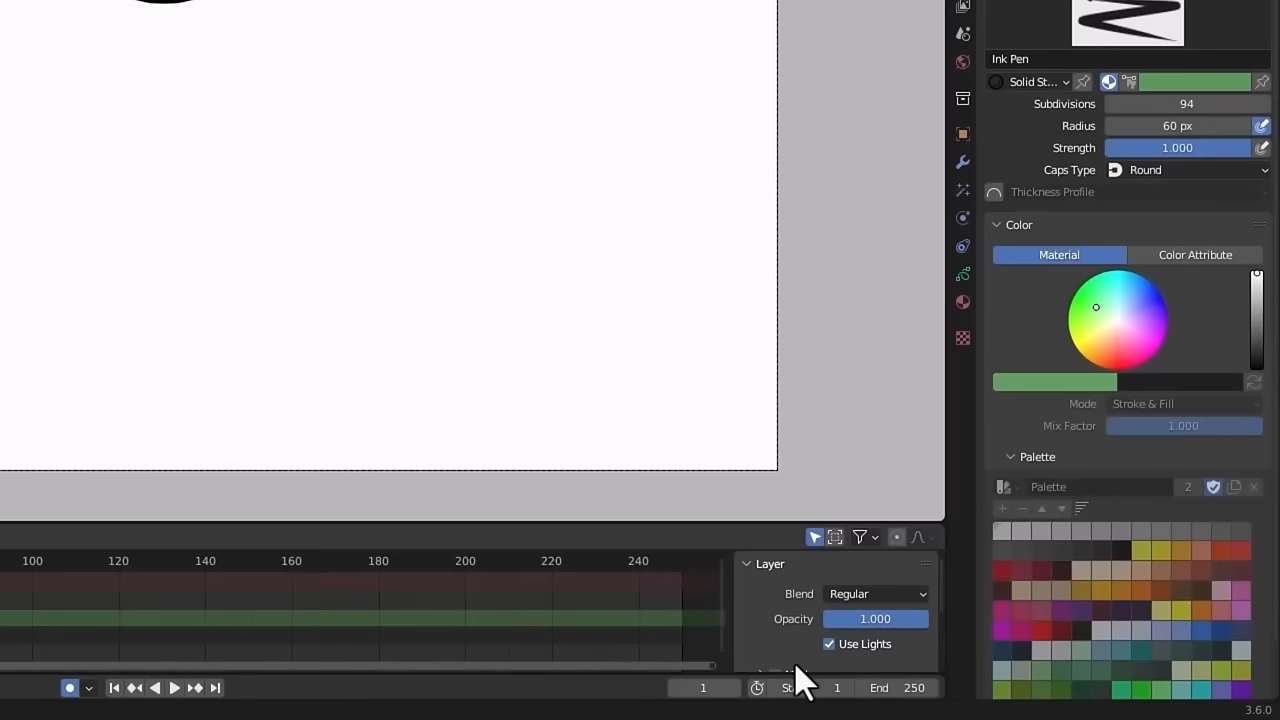 Ink Pen
Solid St...
Subdivisions 94
Radius 60 px
Strength 1.000
Caps Type Round
Thickness Profile
Color
Material Color Attribute
Mode Stroke & Fill
Mix Factor 1.000
Palette
Palette 2
100 120 140 160 180 200 220 240
Layer
Blend Regular
Opacity 1.000
Use Lights
1 1 End 250
3.6.0